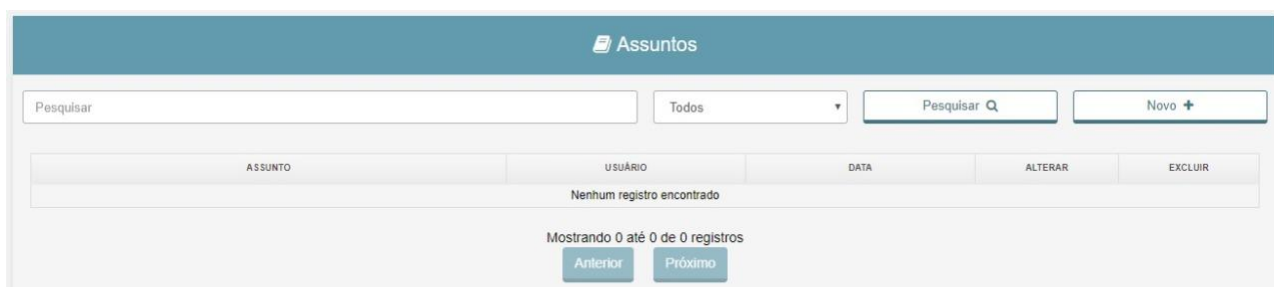 Assuntos
Pesquisar Todos Pesquisar Novo +
ASSUNTO USUÁRIO DATA ALTERAR EXCLUIR
Nenhum registro encontrado
Mostrando 0 até 0 de 0 registros
Anterior Próximo